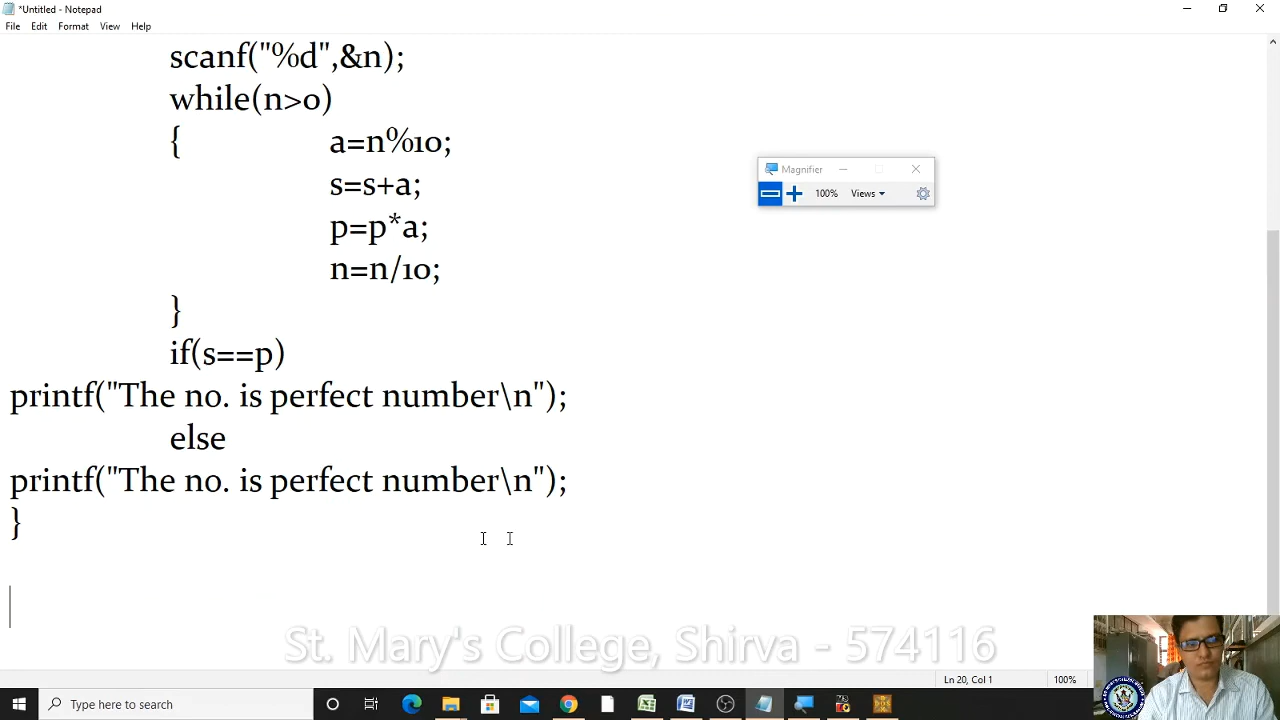 *Untitled - Notepad
File Edit Format View Help
scanf("%d",&n);
while(n>0)
{ a=n%10;
s=s+a;
p=p*a;
n=n/10;
}
if(s==p)
printf("The no. is perfect number\n");
else
printf("The no. is perfect number\n");
}
Magnifier
100% Views
St. Mary's College, Shirva - 574116
Ln 20, Col 1 100%
Type here to search